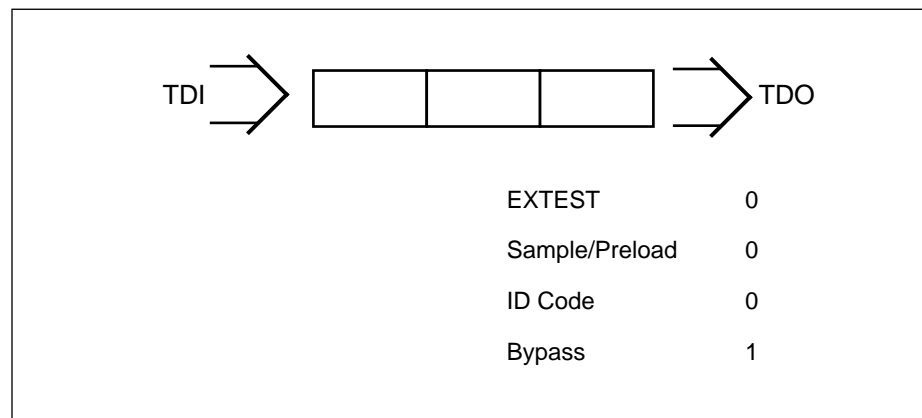 TDI TDO
EXTEST 0
Sample/Preload 0
ID Code 0
Bypass 1